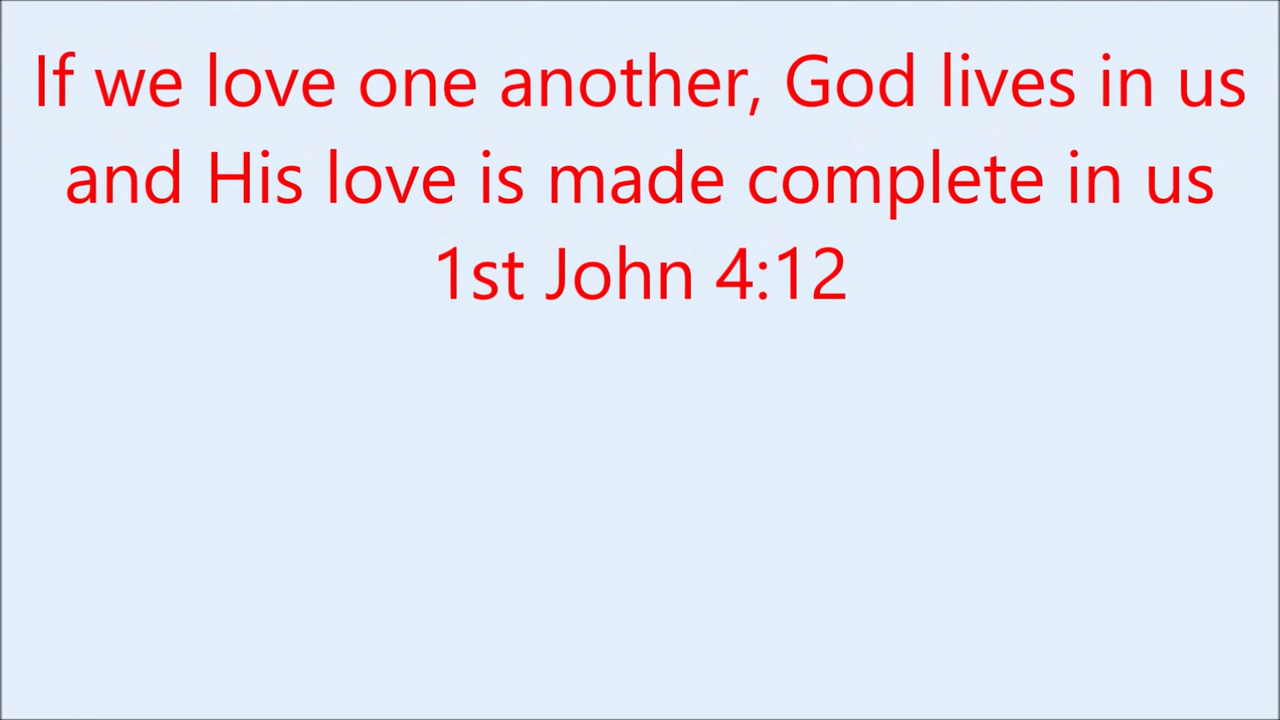 If we love one another, God lives in us
and His love is made complete in us
1st John 4:12